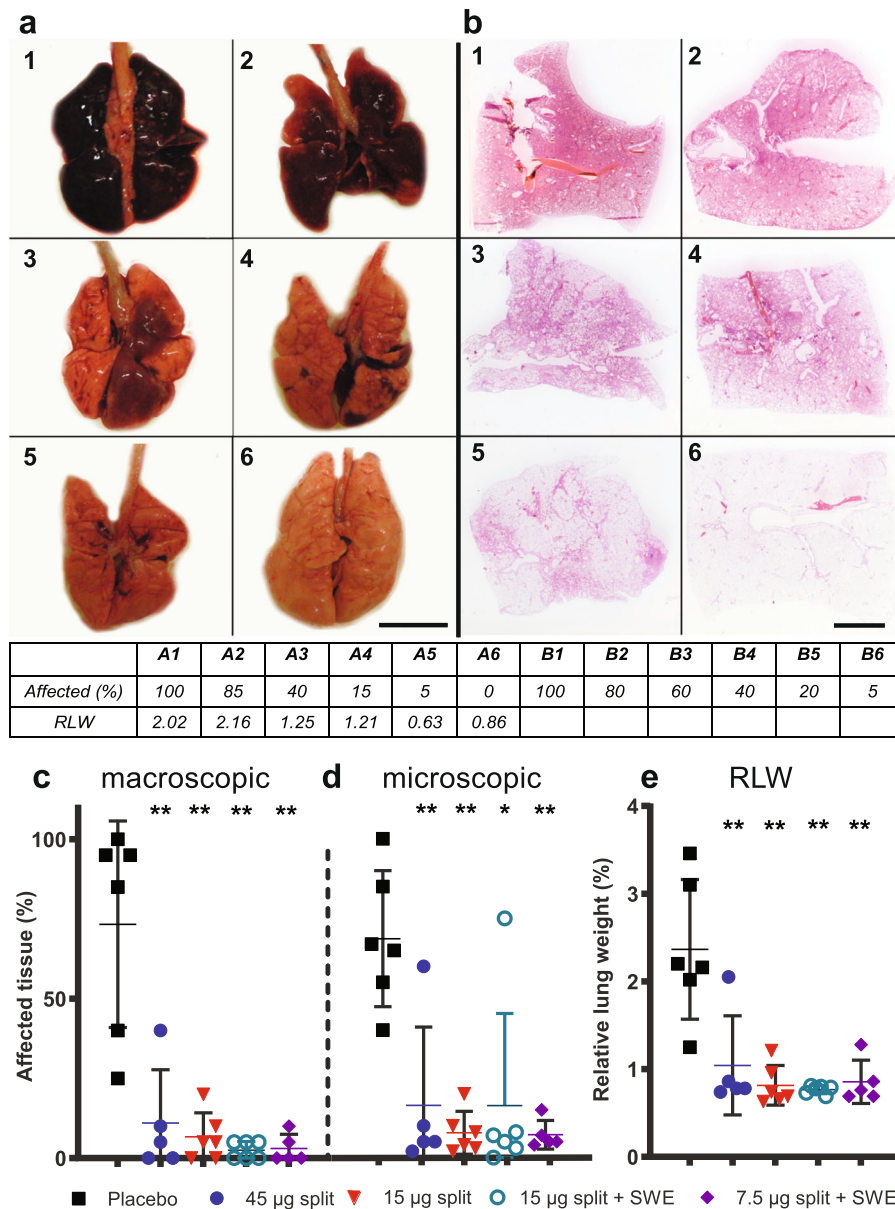 a
b
1
2
1
2
3
4
3
4
5
6
5
6
A1 A2 A3 A4 A5 A6 B1 B2 B3 B4 B5 B6
Affected (%) 100 85 40 15 5 0 100 80 60 40 20 5
RLW 2.02 2.16 1.25 1.21 0.63 0.86
c macroscopic
d microscopic
e RLW
** ** ** **
** ** * **
** ** ** **
Affected tissue (%)
100
50
0
Relative lung weight (%)
4
3
2
1
0
Placebo
45 µg split
15 µg split
15 µg split + SWE
7.5 µg split + SWE